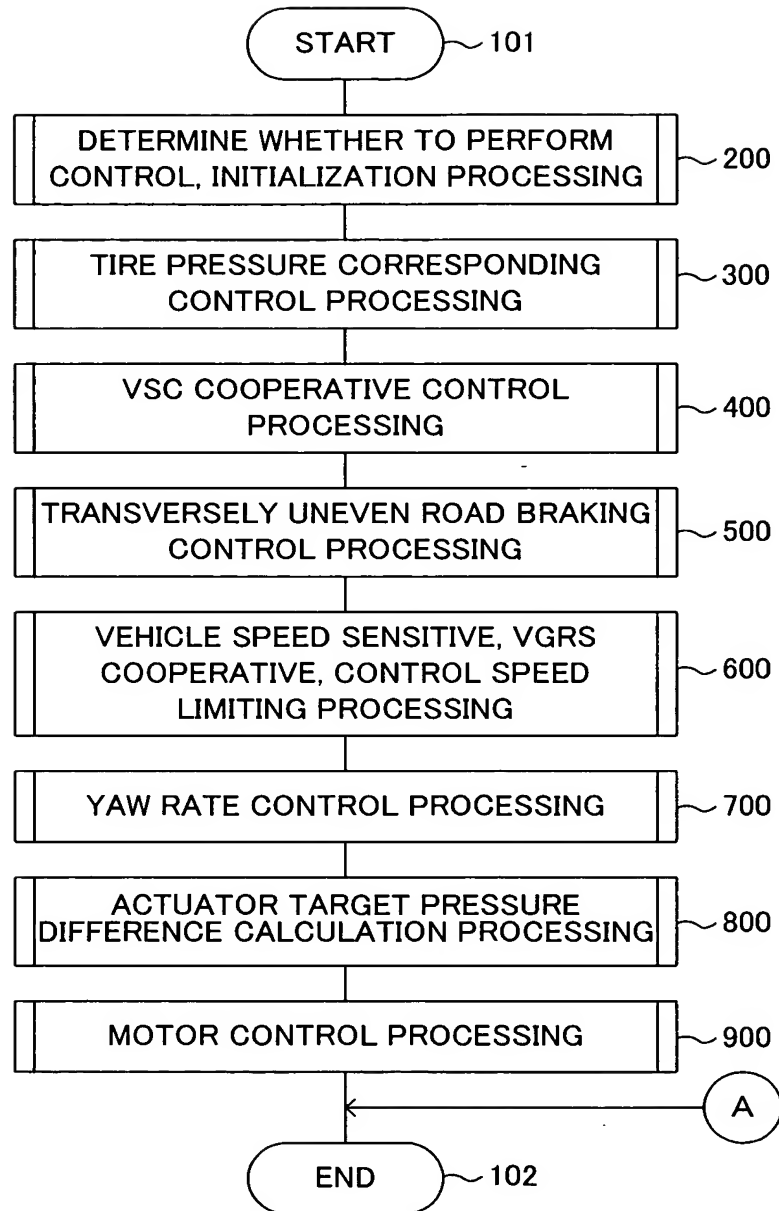 START
101
DETERMINE WHETHER TO PERFORM
CONTROL, INITIALIZATION PROCESSING
200
TIRE PRESSURE CORRESPONDING
CONTROL PROCESSING
300
VSC COOPERATIVE CONTROL
PROCESSING
400
TRANSVERSELY UNEVEN ROAD BRAKING
CONTROL PROCESSING
500
VEHICLE SPEED SENSITIVE, VGRS
COOPERATIVE, CONTROL SPEED
LIMITING PROCESSING
600
YAW RATE CONTROL PROCESSING
700
ACTUATOR TARGET PRESSURE
DIFFERENCE CALCULATION PROCESSING
800
MOTOR CONTROL PROCESSING
900
A
END
102